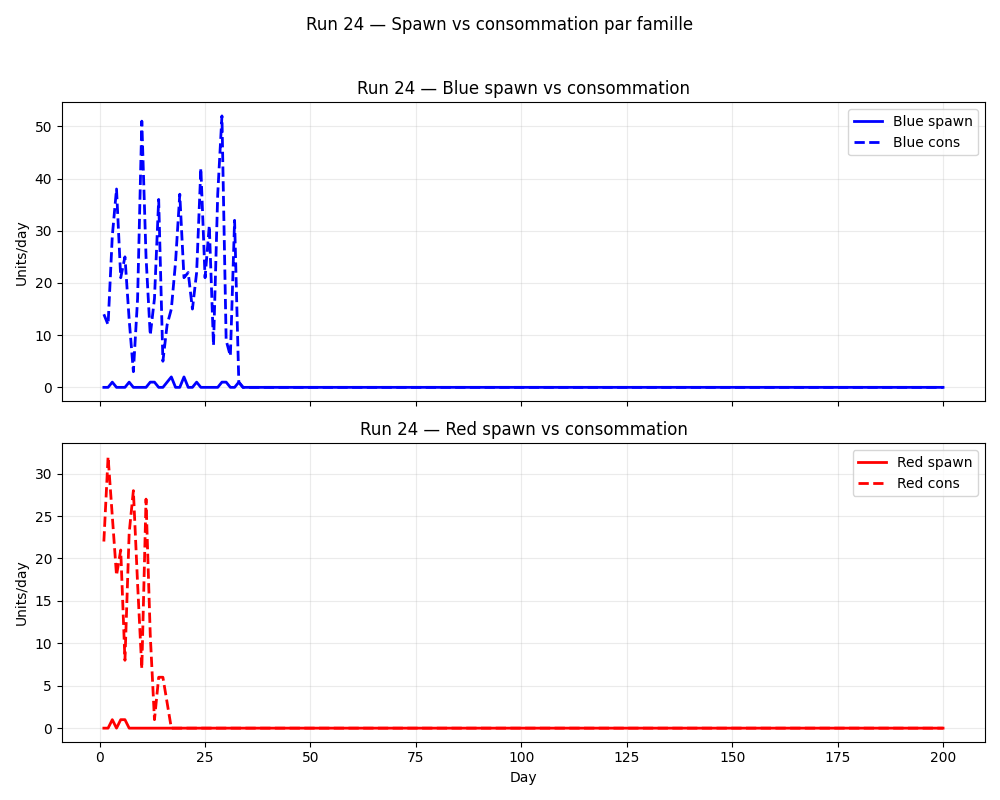 Run 24 — Spawn vs consommation par famille
Run 24 — Blue spawn vs consommation
Blue spawn
Blue cons
50
40
30
20
10
0
Units/day
Run 24 — Red spawn vs consommation
Red spawn
Red cons
30
25
20
15
10
5
0
Units/day
0 25 50 75 100 125 150 175 200
Day